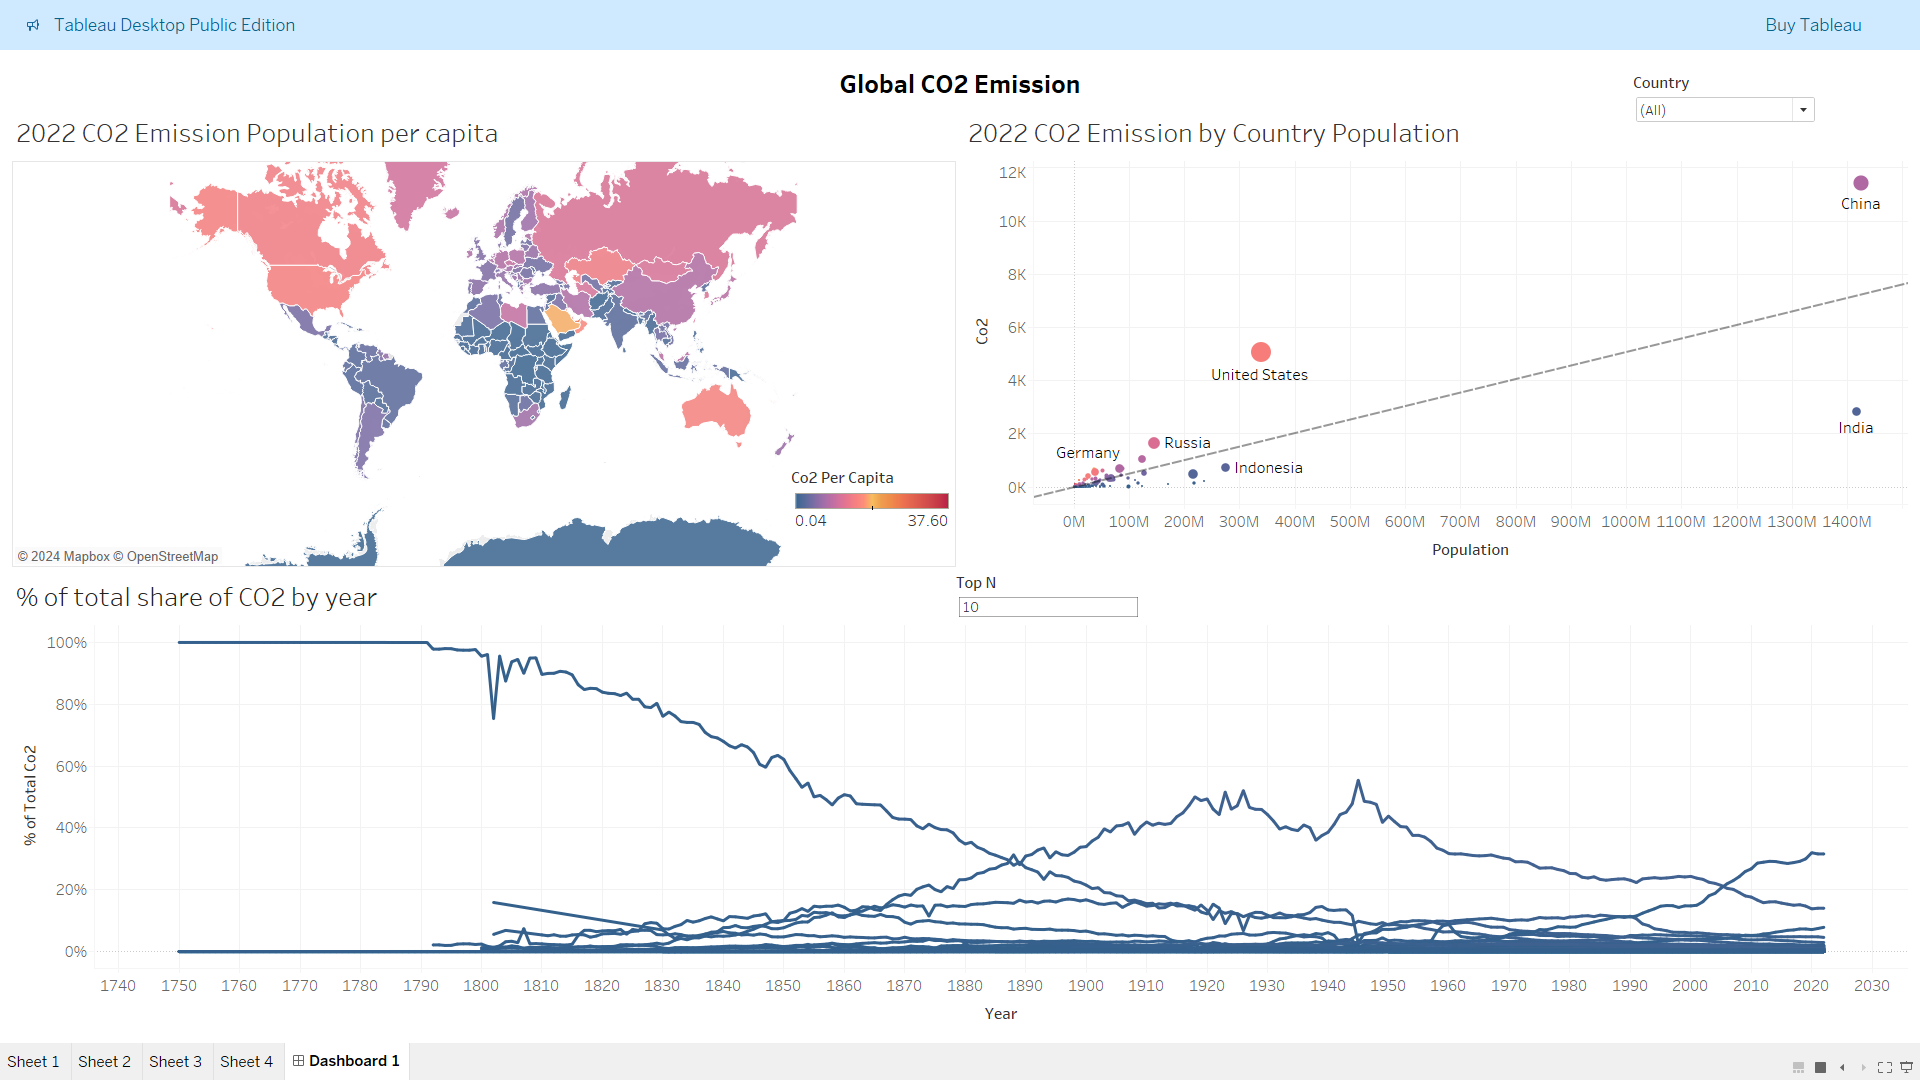 Tableau Desktop Public Edition
Buy Tableau
Global CO2 Emission
Country
(All)
2022 CO2 Emission Population per capita
Co2 Per Capita
0.04 37.60
© 2024 Mapbox © OpenStreetMap
2022 CO2 Emission by Country Population
12K
10K
8K
6K
4K
2K
0K
Co2
China
United States
India
Russia
Germany
Indonesia
0M 100M 200M 300M 400M 500M 600M 700M 800M 900M 1000M 1100M 1200M 1300M 1400M
Population
% of total share of CO2 by year
Top N
10
100%
80%
60%
40%
20%
0%
% of Total Co2
1740 1750 1760 1770 1780 1790 1800 1810 1820 1830 1840 1850 1860 1870 1880 1890 1900 1910 1920 1930 1940 1950 1960 1970 1980 1990 2000 2010 2020 2030
Year
Sheet 1 Sheet 2 Sheet 3 Sheet 4 Dashboard 1